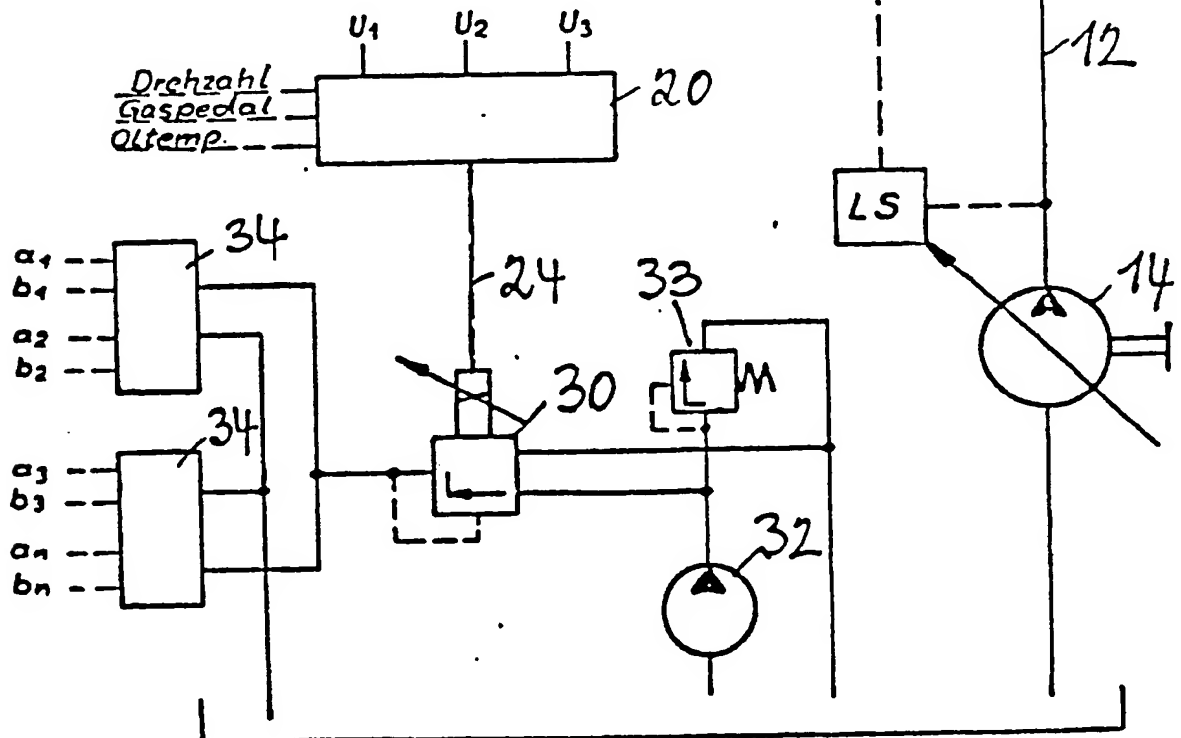 U1 U2 U3
12
Drehzahl
20
Gaspedal
Öltemp.
LS
34
a1
b1
24
33
14
a2
b2
30
34
a3
b3
32
an
bn